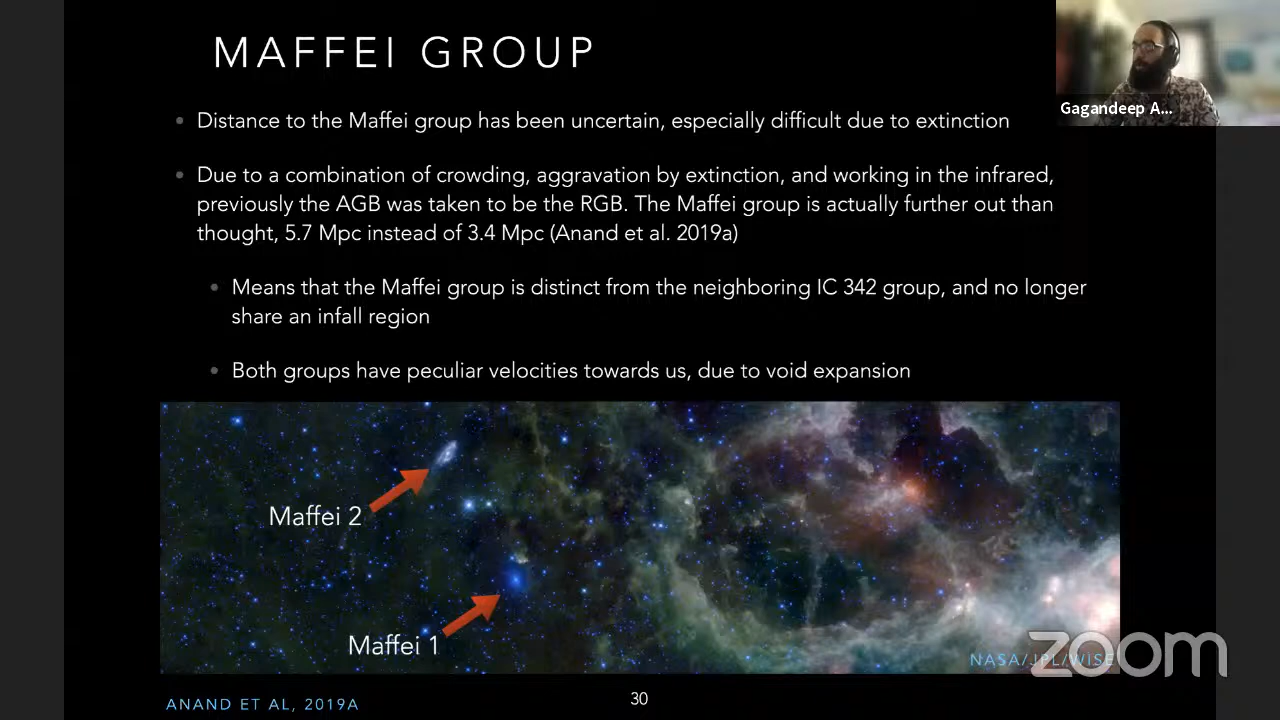 MAFFEI GROUP
Gagandeep A...
Distance to the Maffei group has been uncertain, especially difficult due to extinction
Due to a combination of crowding, aggravation by extinction, and working in the infrared,
previously the AGB was taken to be the RGB. The Maffei group is actually further out than
thought, 5.7 Mpc instead of 3.4 Mpc (Anand et al. 2019a)
Means that the Maffei group is distinct from the neighboring IC 342 group, and no longer
share an infall region
Both groups have peculiar velocities towards us, due to void expansion
Maffei 2
Maffei 1
NASA/JPL/WISE
zoom
ANAND ET AL, 2019A
30